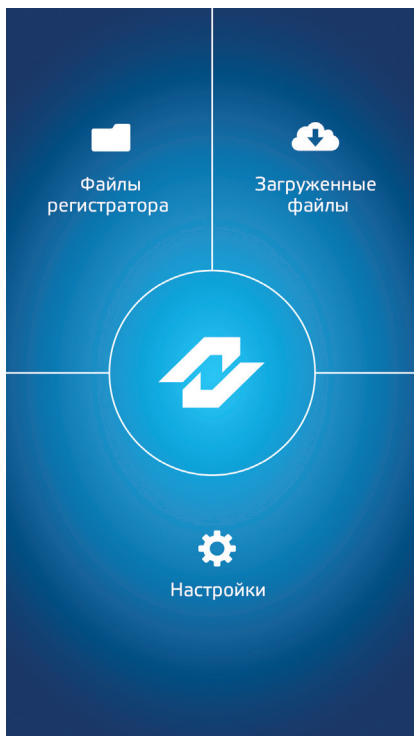 Файлы
регистратора
Загруженные
файлы
Настройки